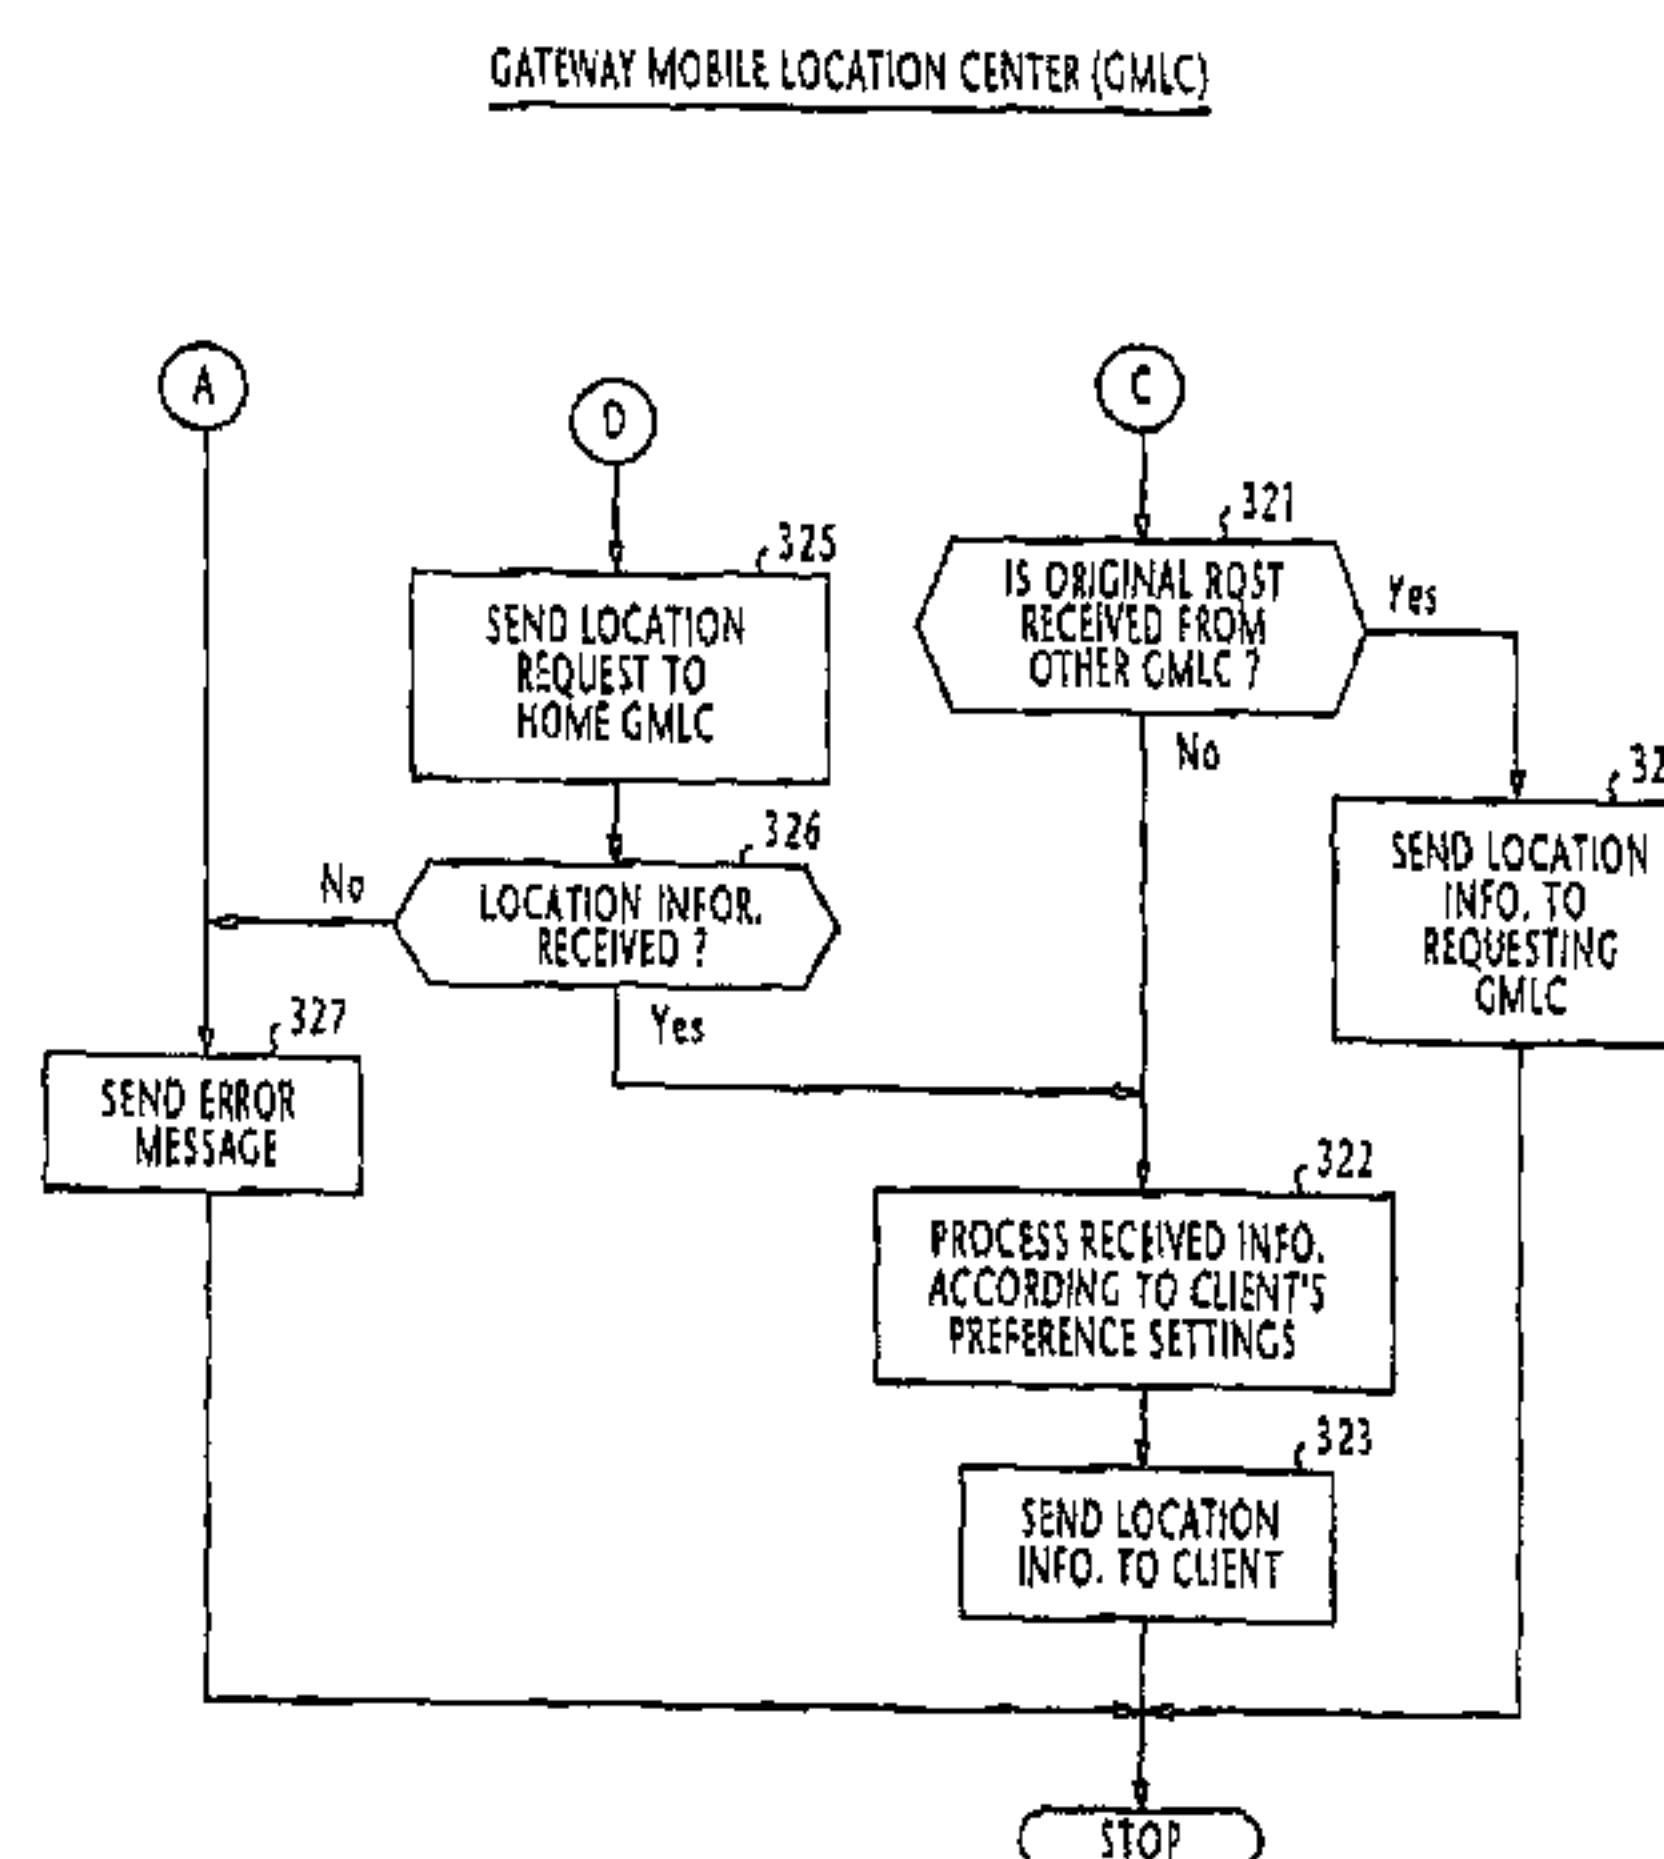 GATEWAY MOBILE LOCATION CENTER (GMLC)
A
D
C
325
SEND LOCATION
REQUEST TO
HOME GMLC
321
IS ORIGINAL RQST
RECEIVED FROM
OTHER GMLC ?
Yes
No
326
LOCATION INFOR.
RECEIVED ?
No
Yes
SEND LOCATION
INFO. TO
REQUESTING
GMLC
327
SEND ERROR
MESSAGE
322
PROCESS RECEIVED INFO.
ACCORDING TO CLIENT'S
PREFERENCE SETTINGS
323
SEND LOCATION
INFO. TO CLIENT
STOP